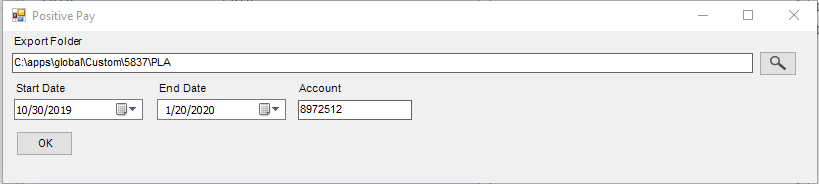 Positive Pay
Export Folder
C:\apps\global\Custom\5837\PLA
Start Date End Date Account
10/30/2019 1/20/2020 8972512
OK